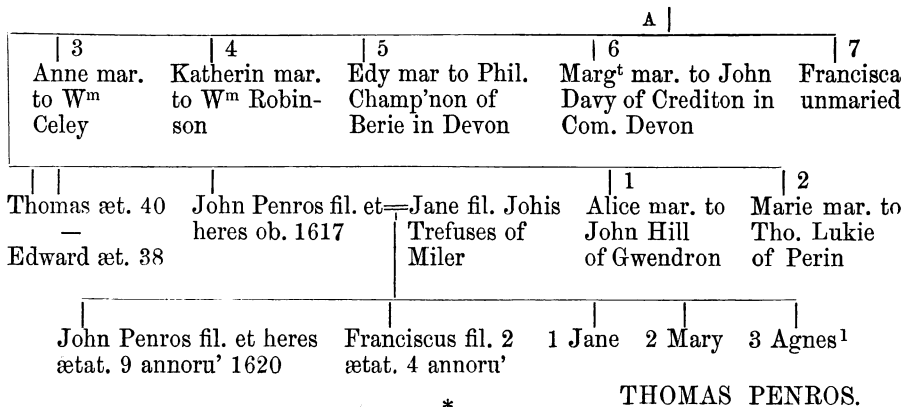 A
3 4 5 6 7
Anne mar. Katherin mar. Edy mar to Phil. Margᵗ mar. to John Francisca
to Wᵐ to Wᵐ Robin- Champ'non of Davy of Crediton in unmaried
Celey son Berie in Devon Com. Devon
1 2
Thomas æt. 40 John Penros fil. et=Jane fil. Johis Alice mar. to Marie mar. to
— heres ob. 1617 Trefuses of John Hill Tho. Lukie
Edward æt. 38 Miler of Gwendron of Perin
John Penros fil. et heres Franciscus fil. 2 1 Jane 2 Mary 3 Agnes¹
ætat. 9 annoru' 1620 ætat. 4 annoru'
* THOMAS PENROS.